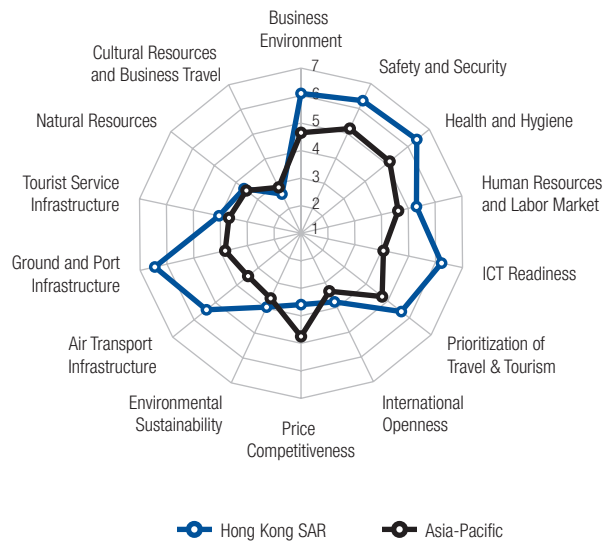 Business
Environment
Cultural Resources
and Business Travel
Safety and Security
Natural Resources
Health and Hygiene
Tourist Service
Infrastructure
Human Resources
and Labor Market
Ground and Port
Infrastructure
ICT Readiness
Air Transport
Infrastructure
Prioritization of
Travel & Tourism
Environmental
Sustainability
International
Openness
Price
Competitiveness
7
6
5
4
3
2
1
Hong Kong SAR
Asia-Pacific